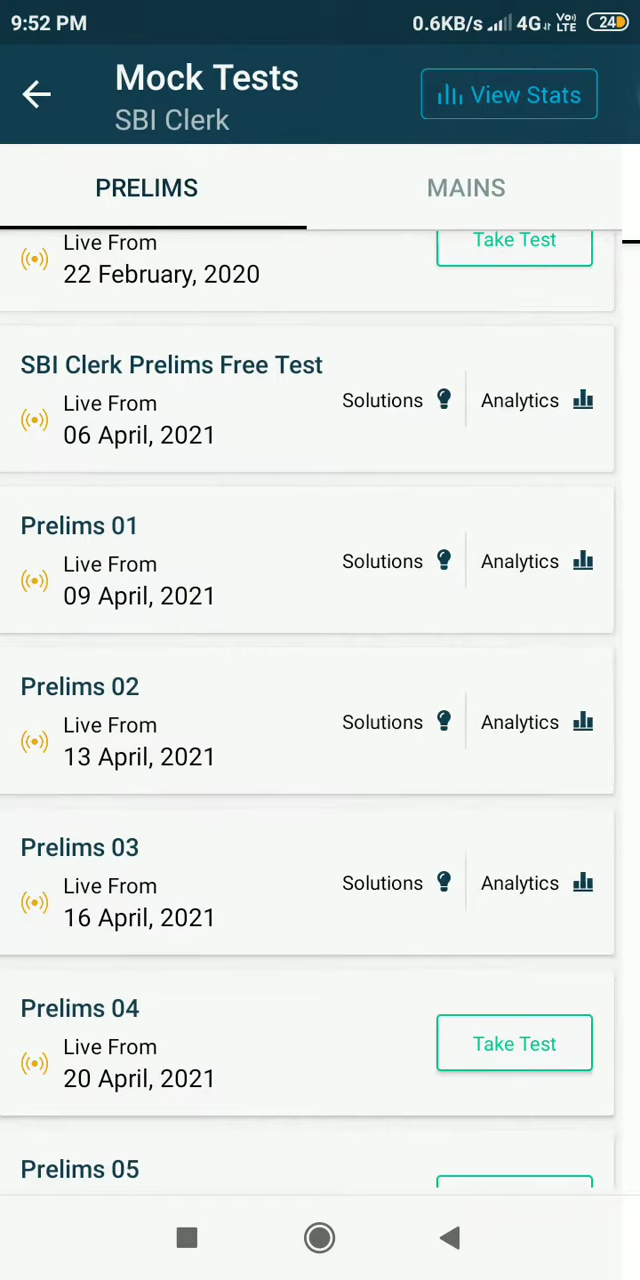 9:52 PM
0.6KB/s 4G Vo)) LTE 24
Mock Tests
SBI Clerk
View Stats
PRELIMS
MAINS
Live From
22 February, 2020
Take Test
SBI Clerk Prelims Free Test
Live From
06 April, 2021
Solutions
Analytics
Prelims 01
Live From
09 April, 2021
Solutions
Analytics
Prelims 02
Live From
13 April, 2021
Solutions
Analytics
Prelims 03
Live From
16 April, 2021
Solutions
Analytics
Prelims 04
Live From
20 April, 2021
Take Test
Prelims 05